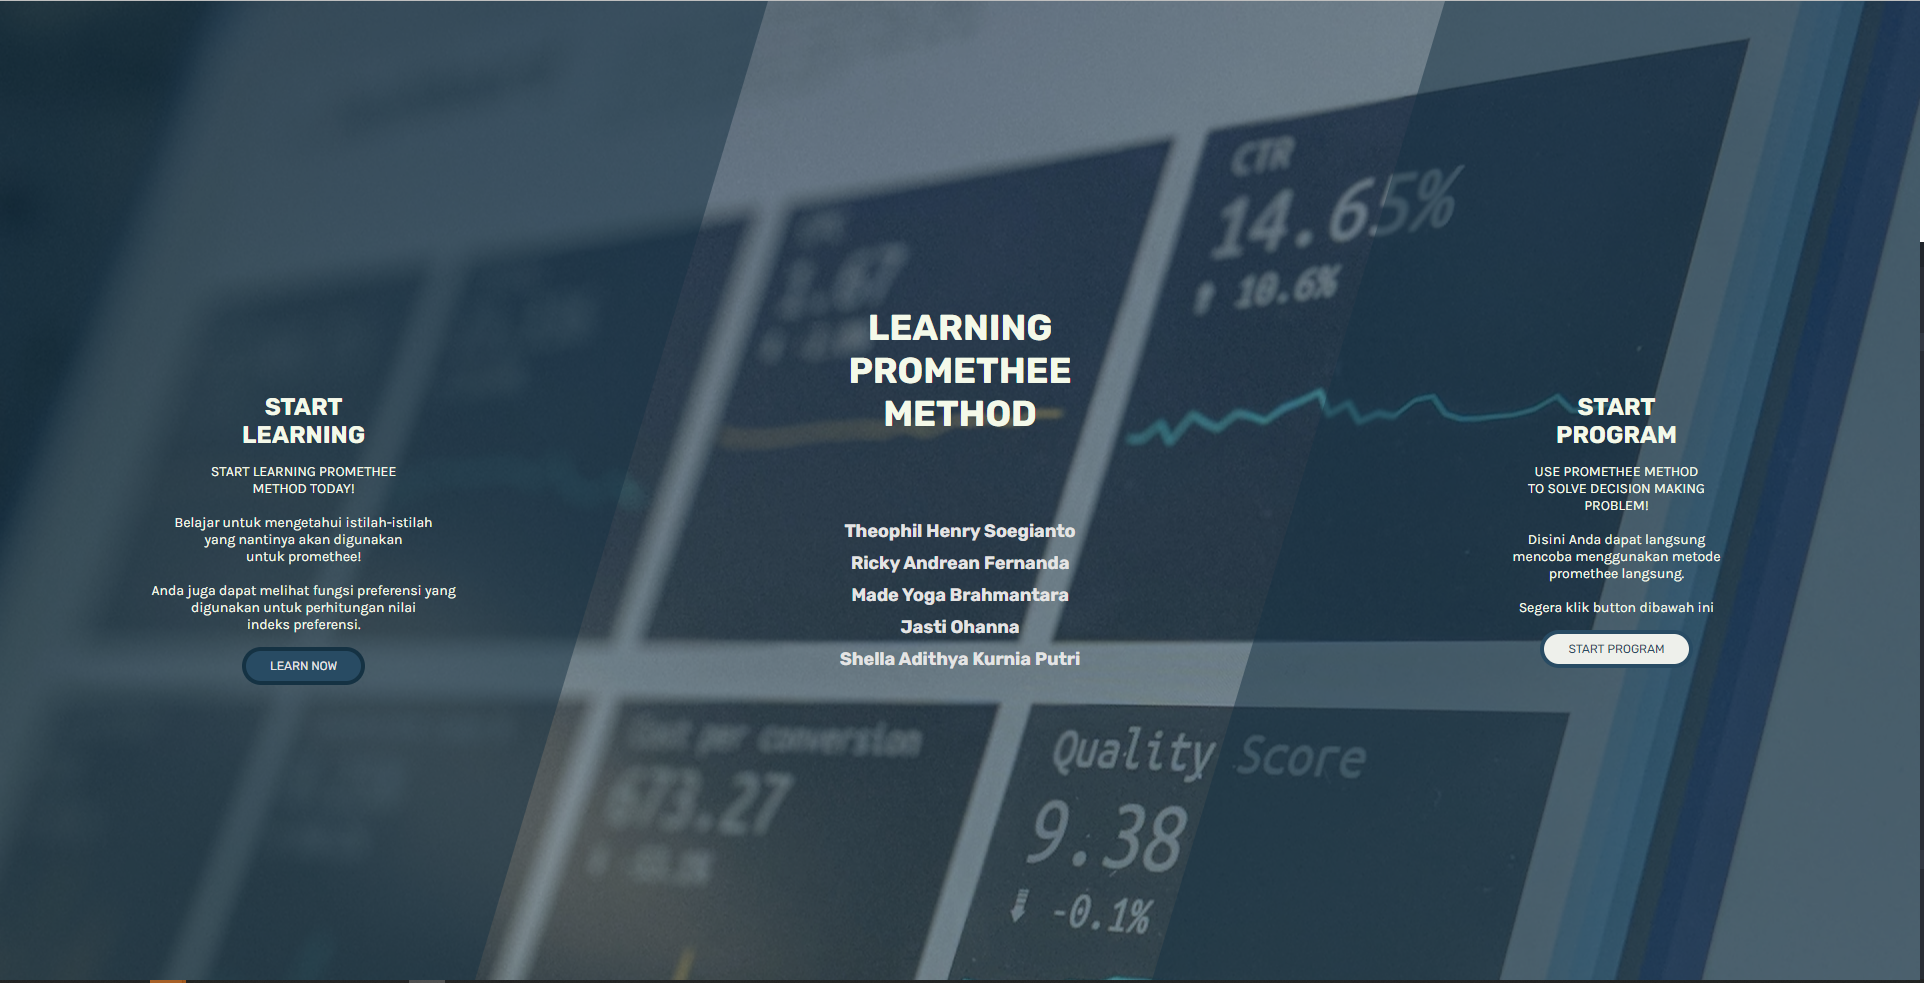 START
LEARNING
START LEARNING PROMETHEE
METHOD TODAY!
Belajar untuk mengetahui istilah-istilah
yang nantinya akan digunakan
untuk promethee!
Anda juga dapat melihat fungsi preferensi yang
digunakan untuk perhitungan nilai
indeks preferensi.
LEARN NOW
LEARNING
PROMETHEE
METHOD
Theophil Henry Soegianto
Ricky Andrean Fernanda
Made Yoga Brahmantara
Jasti Ohanna
Shella Adithya Kurnia Putri
START
PROGRAM
USE PROMETHEE METHOD
TO SOLVE DECISION MAKING
PROBLEM!
Disini Anda dapat langsung
mencoba menggunakan metode
promethee langsung.
Segera klik button dibawah ini
START PROGRAM
CTR
14.65%
10.6%
Cost per conversion
673.27
Quality Score
9.38
-0.1%